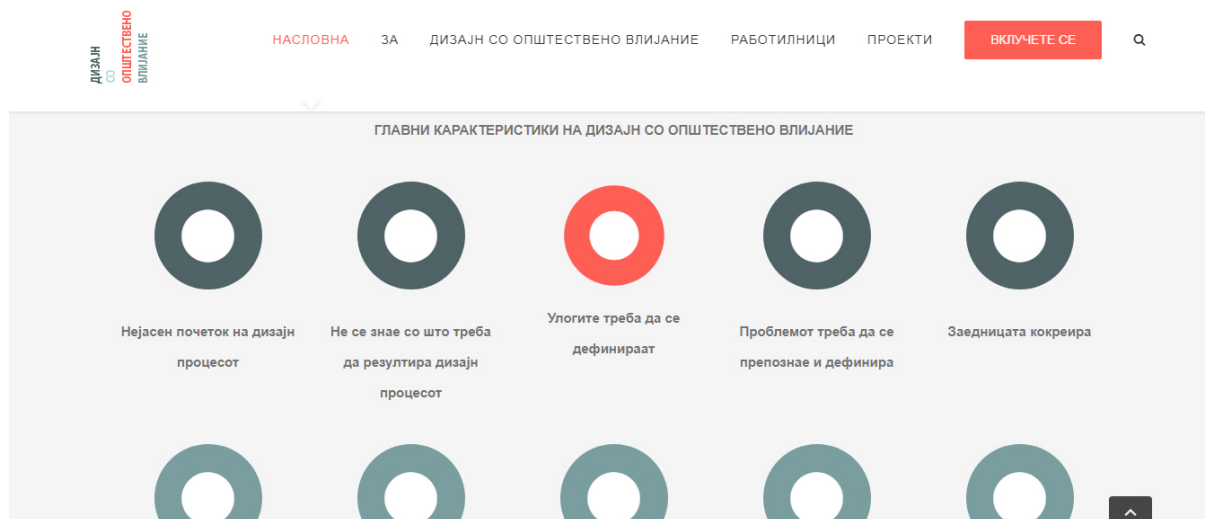 ДИЗАЈН
СО
ОПШТЕСТВЕНО
ВЛИЈАНИЕ
НАСЛОВНА ЗА ДИЗАЈН СО ОПШТЕСТВЕНО ВЛИЈАНИЕ РАБОТИЛНИЦИ ПРОЕКТИ ВКЛУЧЕТЕ СЕ
ГЛАВНИ КАРАКТЕРИСТИКИ НА ДИЗАЈН СО ОПШТЕСТВЕНО ВЛИЈАНИЕ
Нејасен почеток на дизајн
процесот
Не се знае со што треба
да резултира дизајн
процесот
Улогите треба да се
дефинираат
Проблемот треба да се
препознае и дефинира
Заедницата кокреира